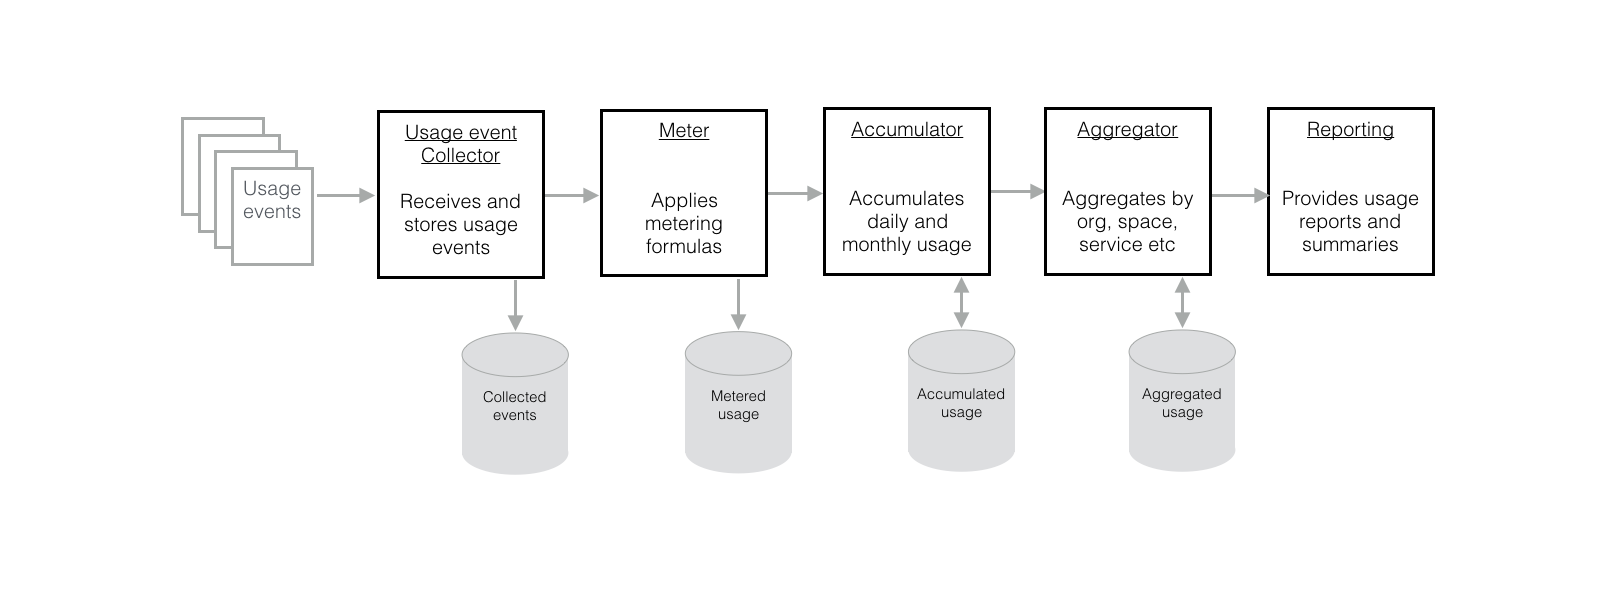 Usage
events
Usage event
Collector
Receives and
stores usage
events
Meter
Applies
metering
formulas
Accumulator
Accumulates
daily and
monthly usage
Aggregator
Aggregates by
org, space,
service etc
Reporting
Provides usage
reports and
summaries
Collected
events
Metered
usage
Accumulated
usage
Aggregated
usage